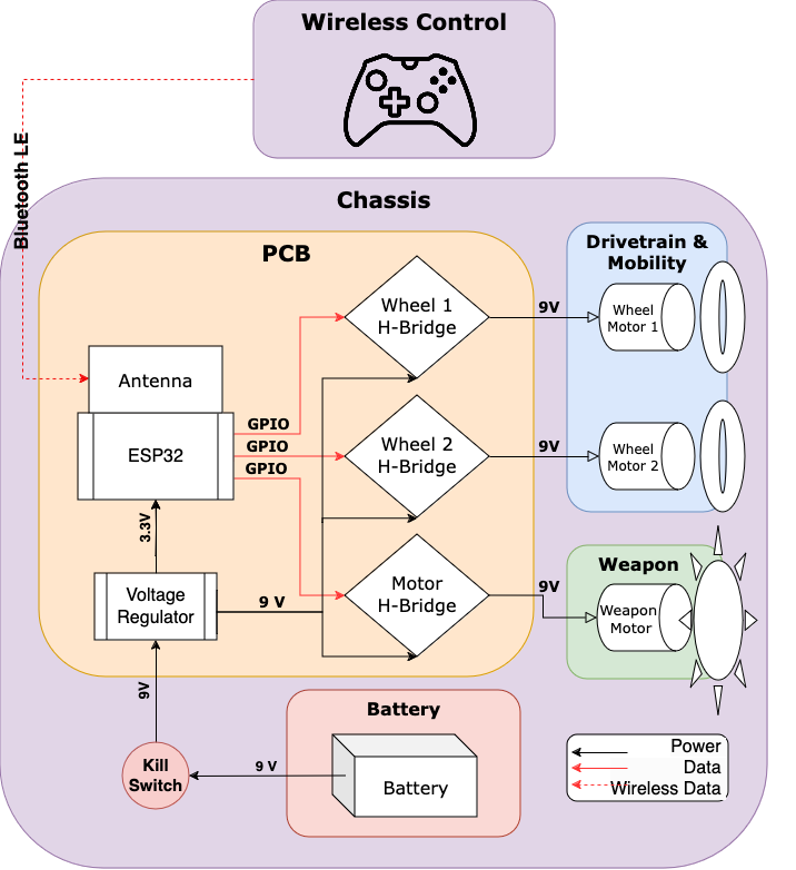 Wireless Control
Bluetooth LE
Chassis
PCB
Drivetrain &
Mobility
Wheel 1
H-Bridge
9V
Wheel
Motor 1
Antenna
GPIO
ESP32
GPIO
GPIO
Wheel 2
H-Bridge
9V
Wheel
Motor 2
3.3V
Voltage
Regulator
9 V
Motor
H-Bridge
9V
Weapon
Weapon
Motor
9V
Kill
Switch
9 V
Battery
Battery
Power
Data
Wireless Data